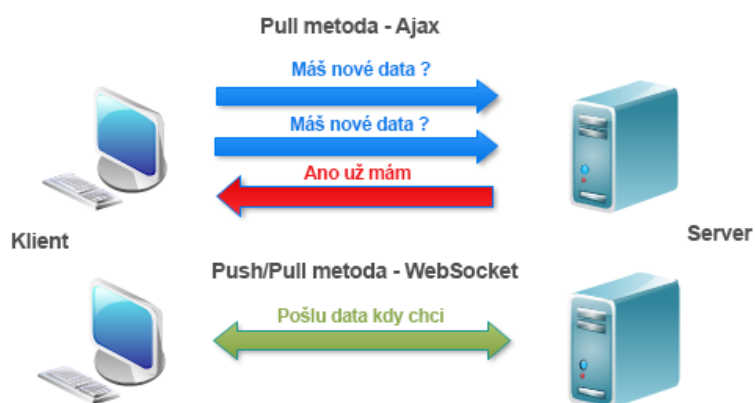 Pull metoda - Ajax
Máš nové data ?
Máš nové data ?
Ano už mám
Klient
Server
Push/Pull metoda - WebSocket
Pošlu data kdy chci